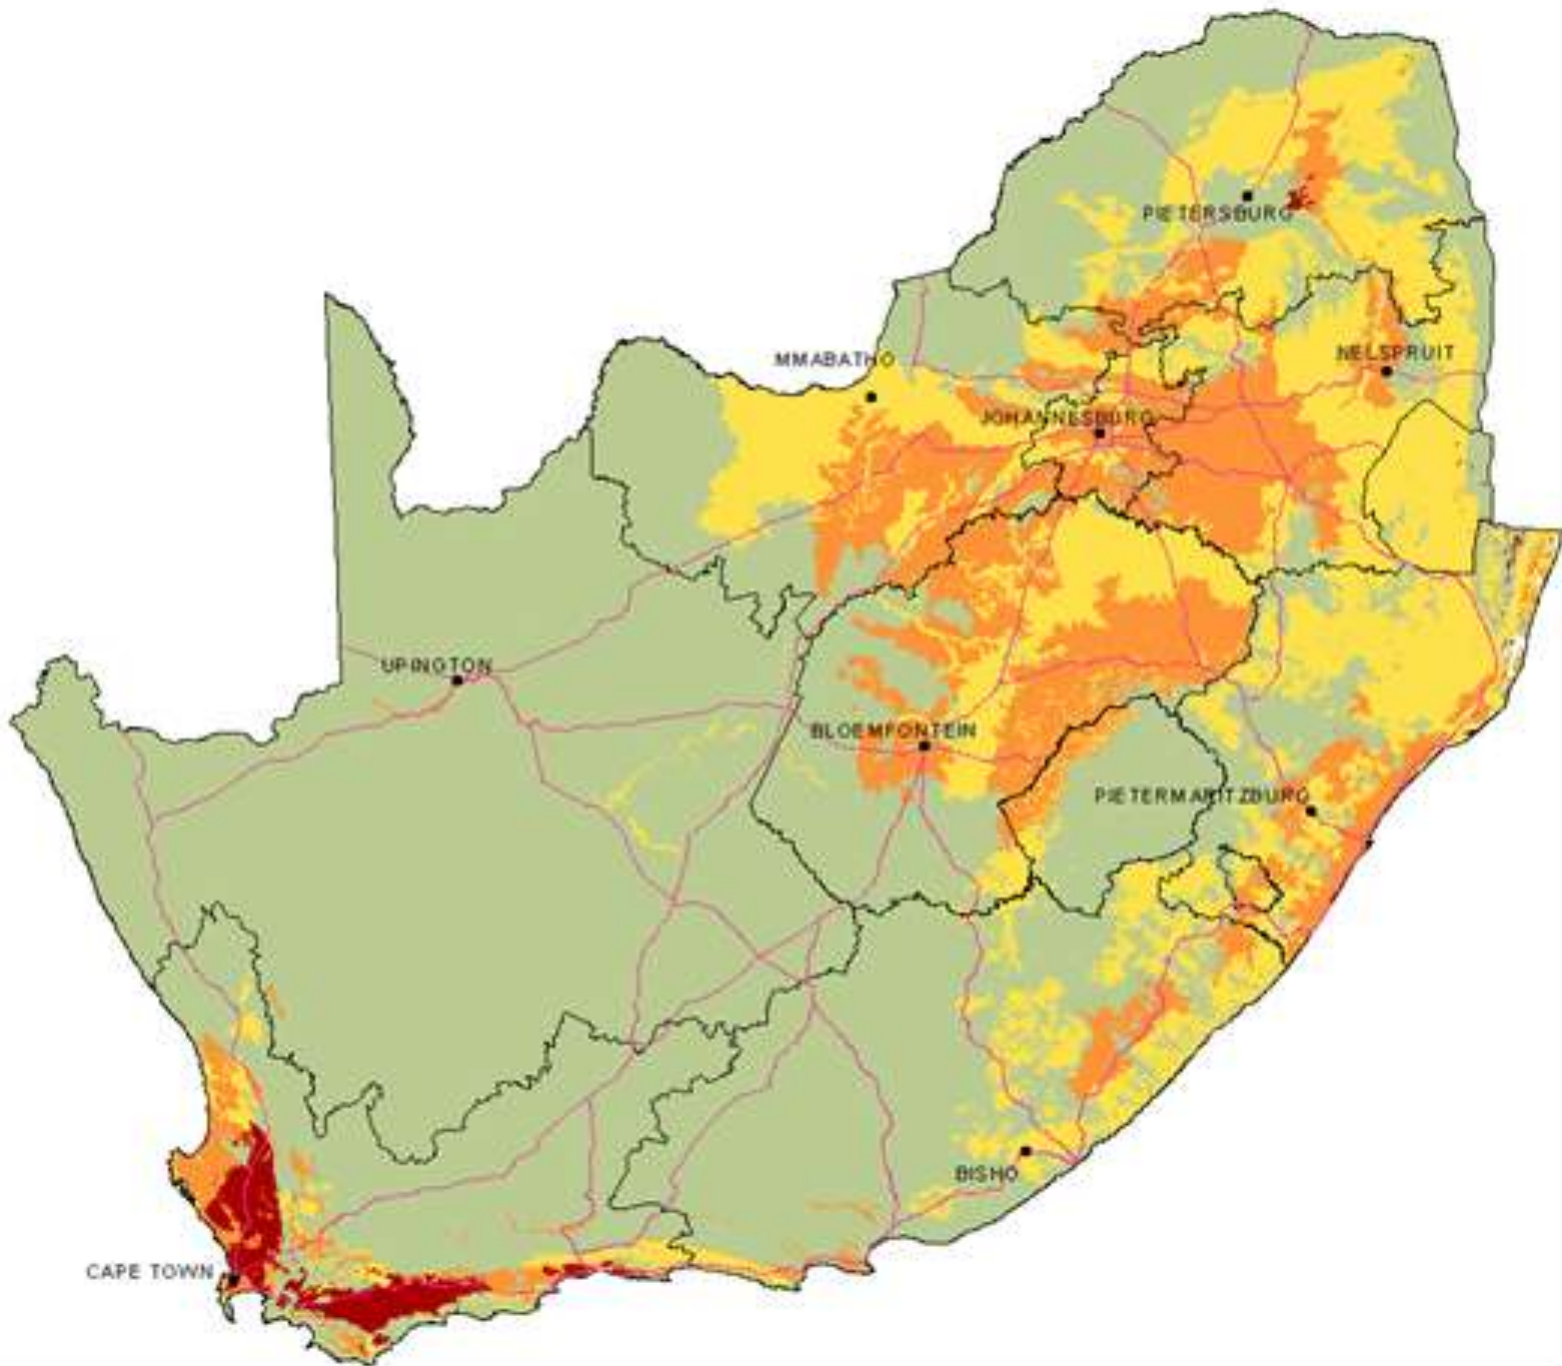 PIETERSBURG
MMABATHO
NELSPRUIT
JOHANNESBURG
UPINGTON
BLOEMFONTEIN
PIETERMARITZBURG
BISHO
CAPE TOWN